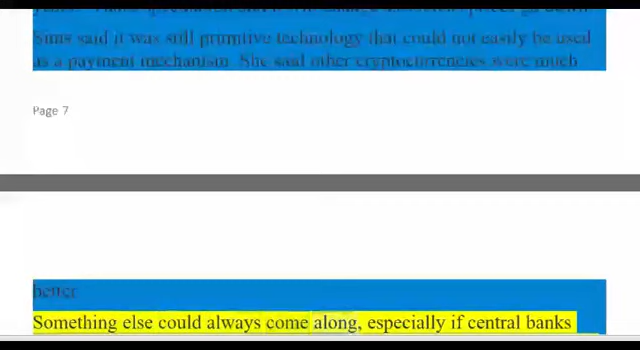 Sims said it was still primitive technology that could not easily be used
as a payment mechanism. She said other cryptocurrencies were much
Page 7
better
Something else could always come along, especially if central banks